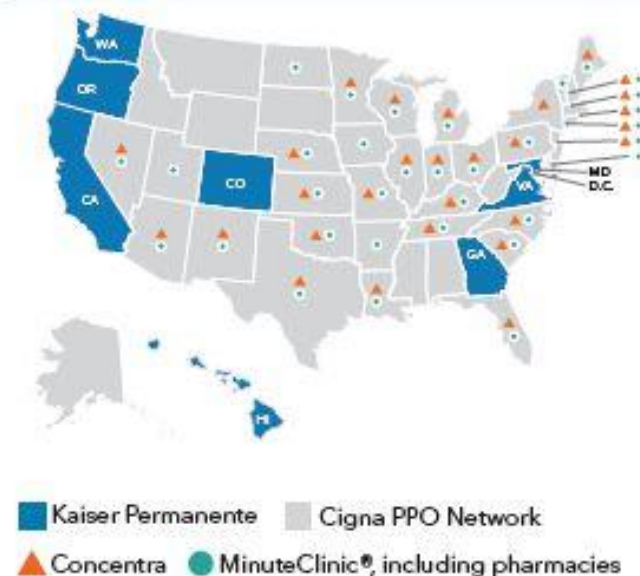 WA
OR
CA
CO
MD
D.C.
VA
GA
HI
Kaiser Permanente Cigna PPO Network
Concentra MinuteClinic®, including pharmacies